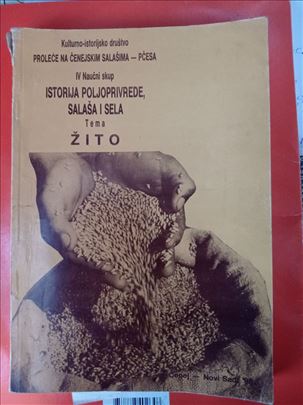 Kulturno-istorijsko društvo
PROLEĆE NA ČENEJSKIM SALAŠIMA — PČESA
IV Naučni skup
ISTORIJA POLJOPRIVREDE,
SALAŠA I SELA
Tema
ŽITO
Čenej — Novi Sad